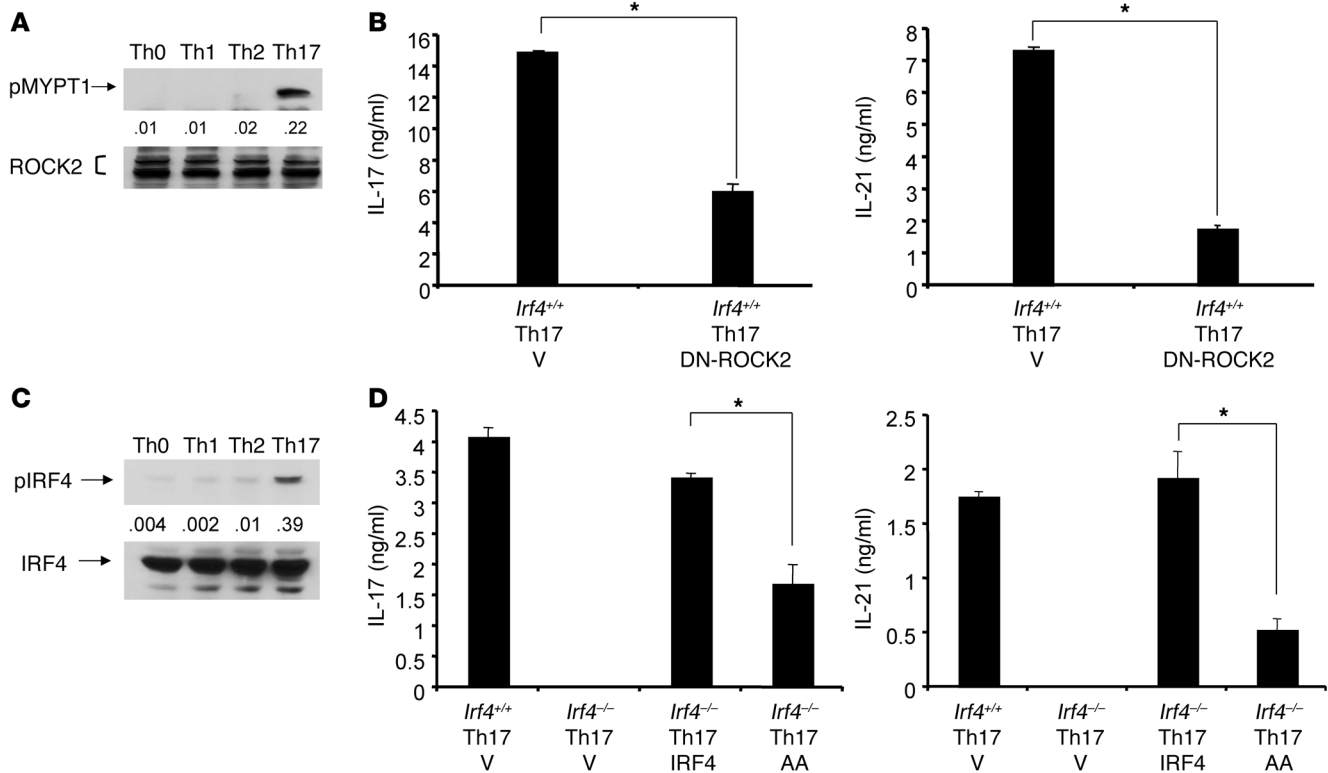 A
Th0 Th1 Th2 Th17
pMYPT1
.01 .01 .02 .22
ROCK2
B
*
16
14
12
10
8
6
4
2
0
IL-17 (ng/ml)
Irf4+/+ Irf4+/+
Th17 Th17
V DN-ROCK2
*
8
7
6
5
4
3
2
1
0
IL-21 (ng/ml)
Irf4+/+ Irf4+/+
Th17 Th17
V DN-ROCK2
C
Th0 Th1 Th2 Th17
pIRF4
.004 .002 .01 .39
IRF4
D
*
4.5
4
3.5
3
2.5
2
1.5
1
0.5
0
IL-17 (ng/ml)
Irf4+/+ Irf4–/– Irf4–/– Irf4–/–
Th17 Th17 Th17 Th17
V V IRF4 AA
*
2.5
2
1.5
1
0.5
0
IL-21 (ng/ml)
Irf4+/+ Irf4–/– Irf4–/– Irf4–/–
Th17 Th17 Th17 Th17
V V IRF4 AA